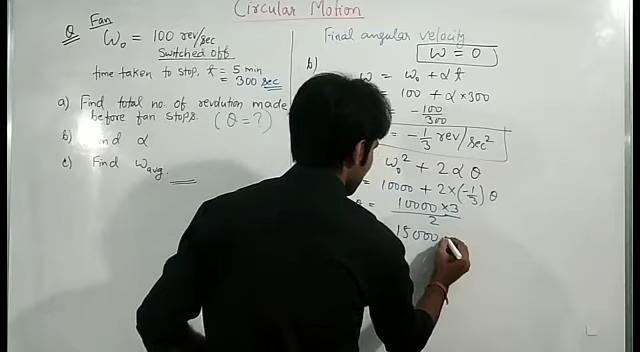 Circular Motion
Q Fan
ω₀ = 100 rev/sec
Switched off
time taken to stop, t = 5 min
= 300 sec
a) Find total no. of revolution made
before fan stops. (θ = ?)
b) Find α
c) Find ωavg.
Final angular velocity
ω = 0
b)
ω = ω₀ + αt
= 100 + α×300
= -100/300
= -1/3 rev/sec²
ω₀² + 2αθ
= 10000 + 2×(-1/3)θ
= 10000×3/2
15000